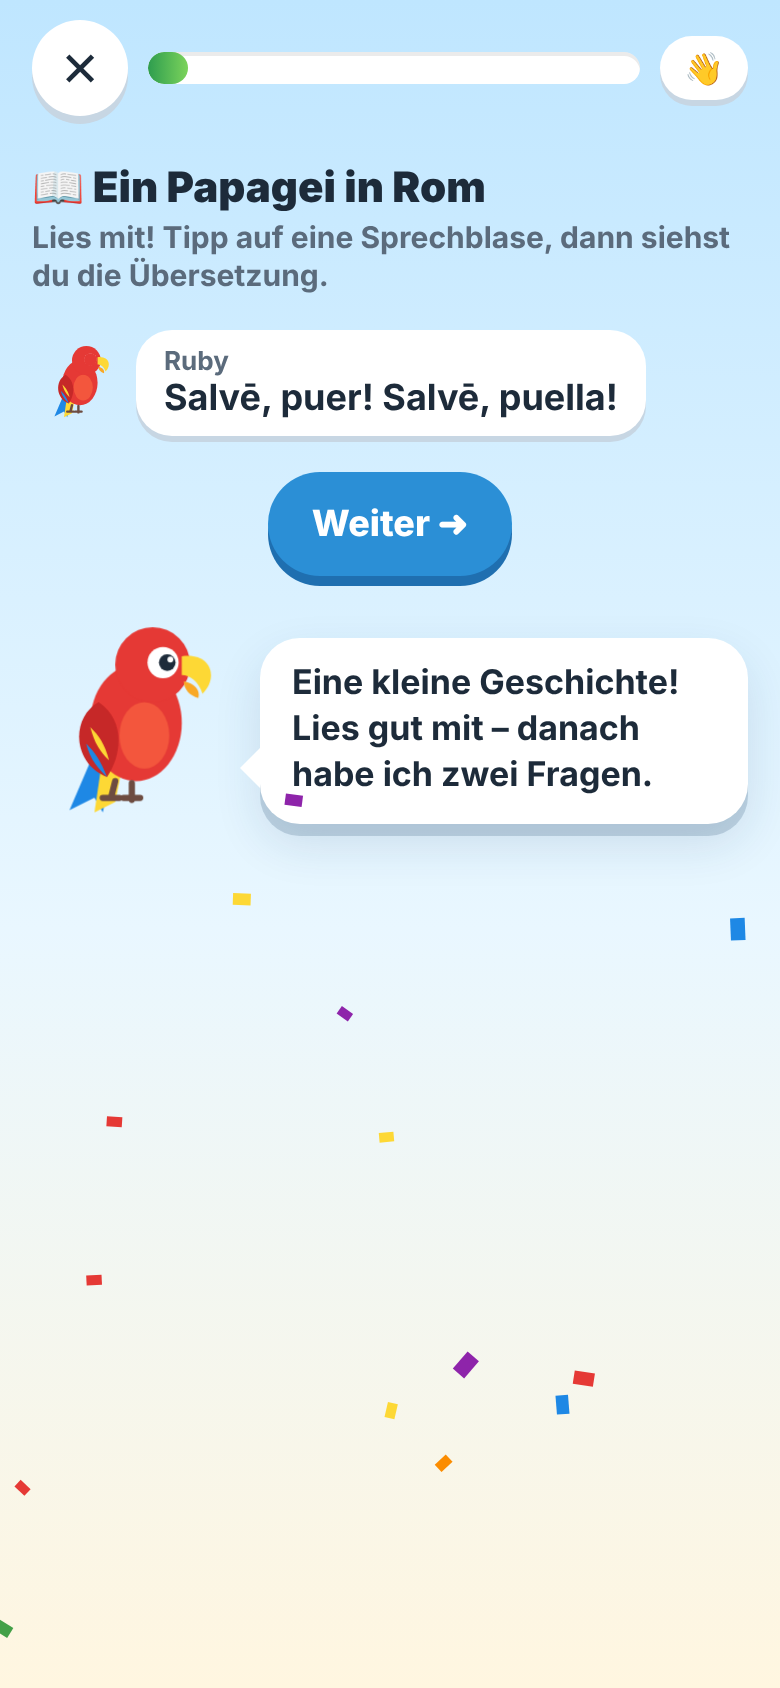 Ein Papagei in Rom
Lies mit! Tipp auf eine Sprechblase, dann siehst
du die Übersetzung.
Ruby
Salvē, puer! Salvē, puella!
Weiter ➜
Eine kleine Geschichte!
Lies gut mit – danach
habe ich zwei Fragen.